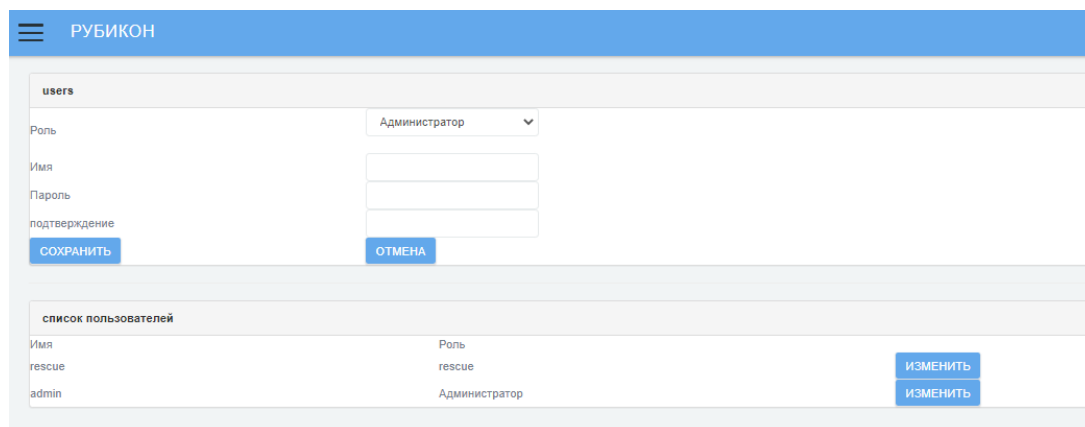 РУБИКОН
users
Роль Администратор
Имя
Пароль
подтверждение
СОХРАНИТЬ ОТМЕНА
список пользователей
Имя Роль
rescue rescue ИЗМЕНИТЬ
admin Администратор ИЗМЕНИТЬ